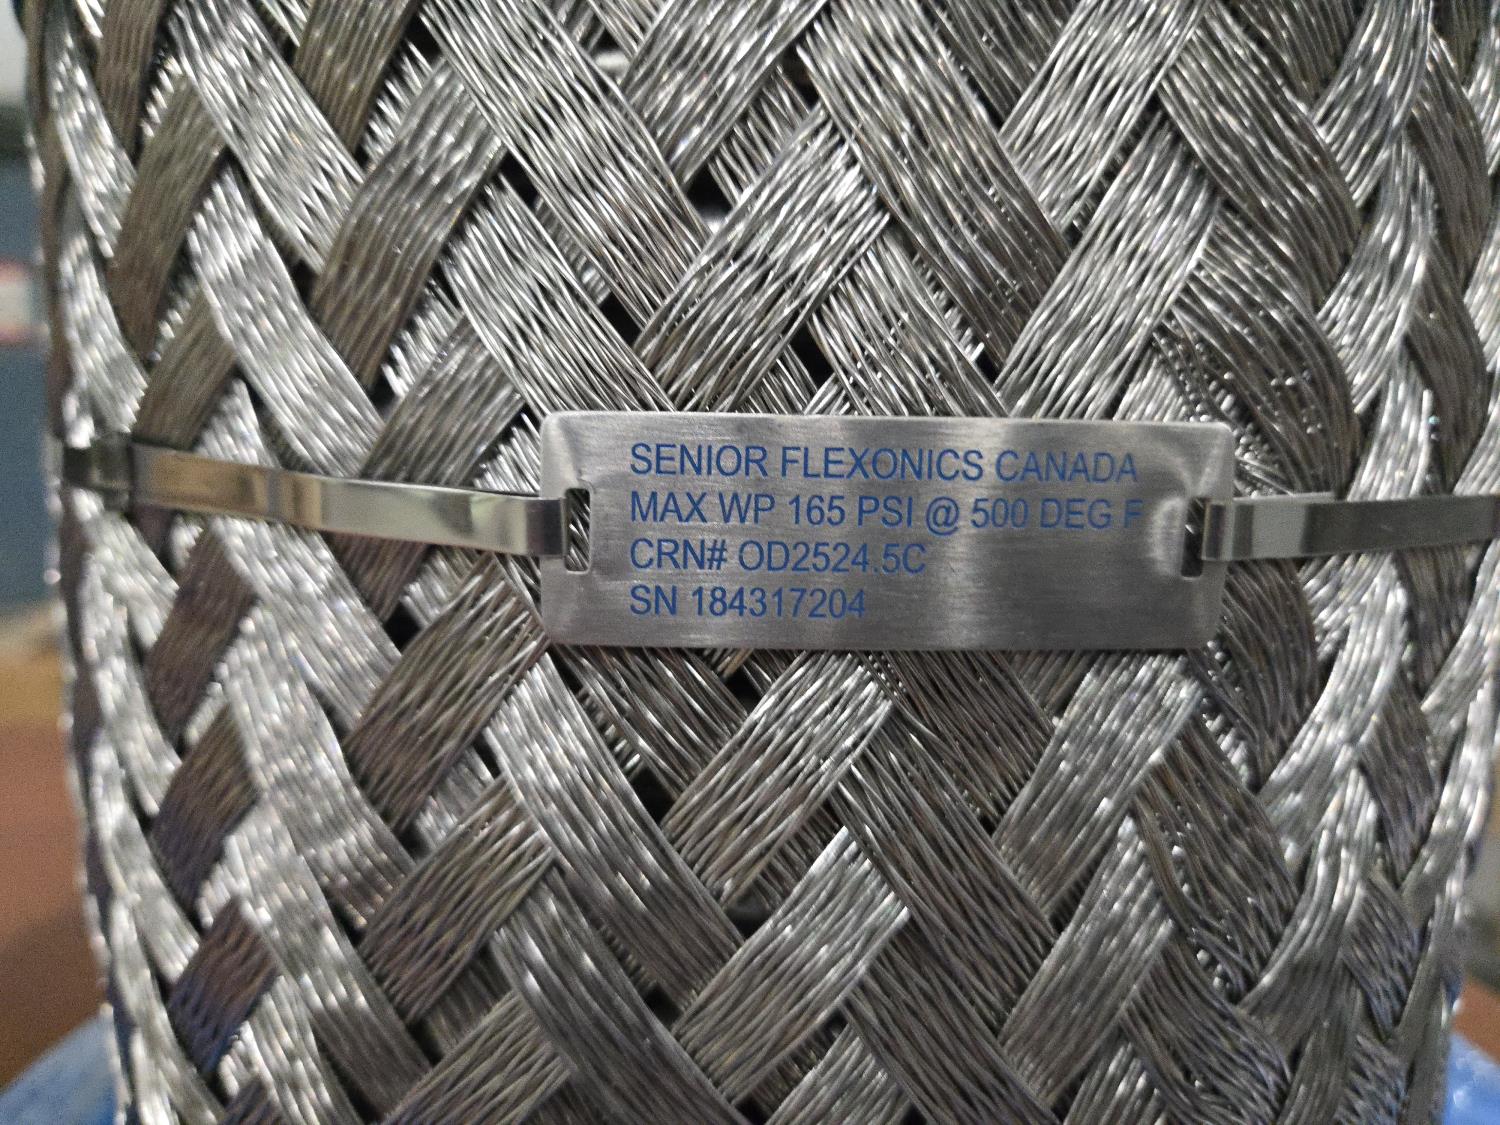 SENIOR FLEXONICS CANADA
MAX WP 165 PSI @ 500 DEG F
CRN# OD2524.5C
SN 184317204